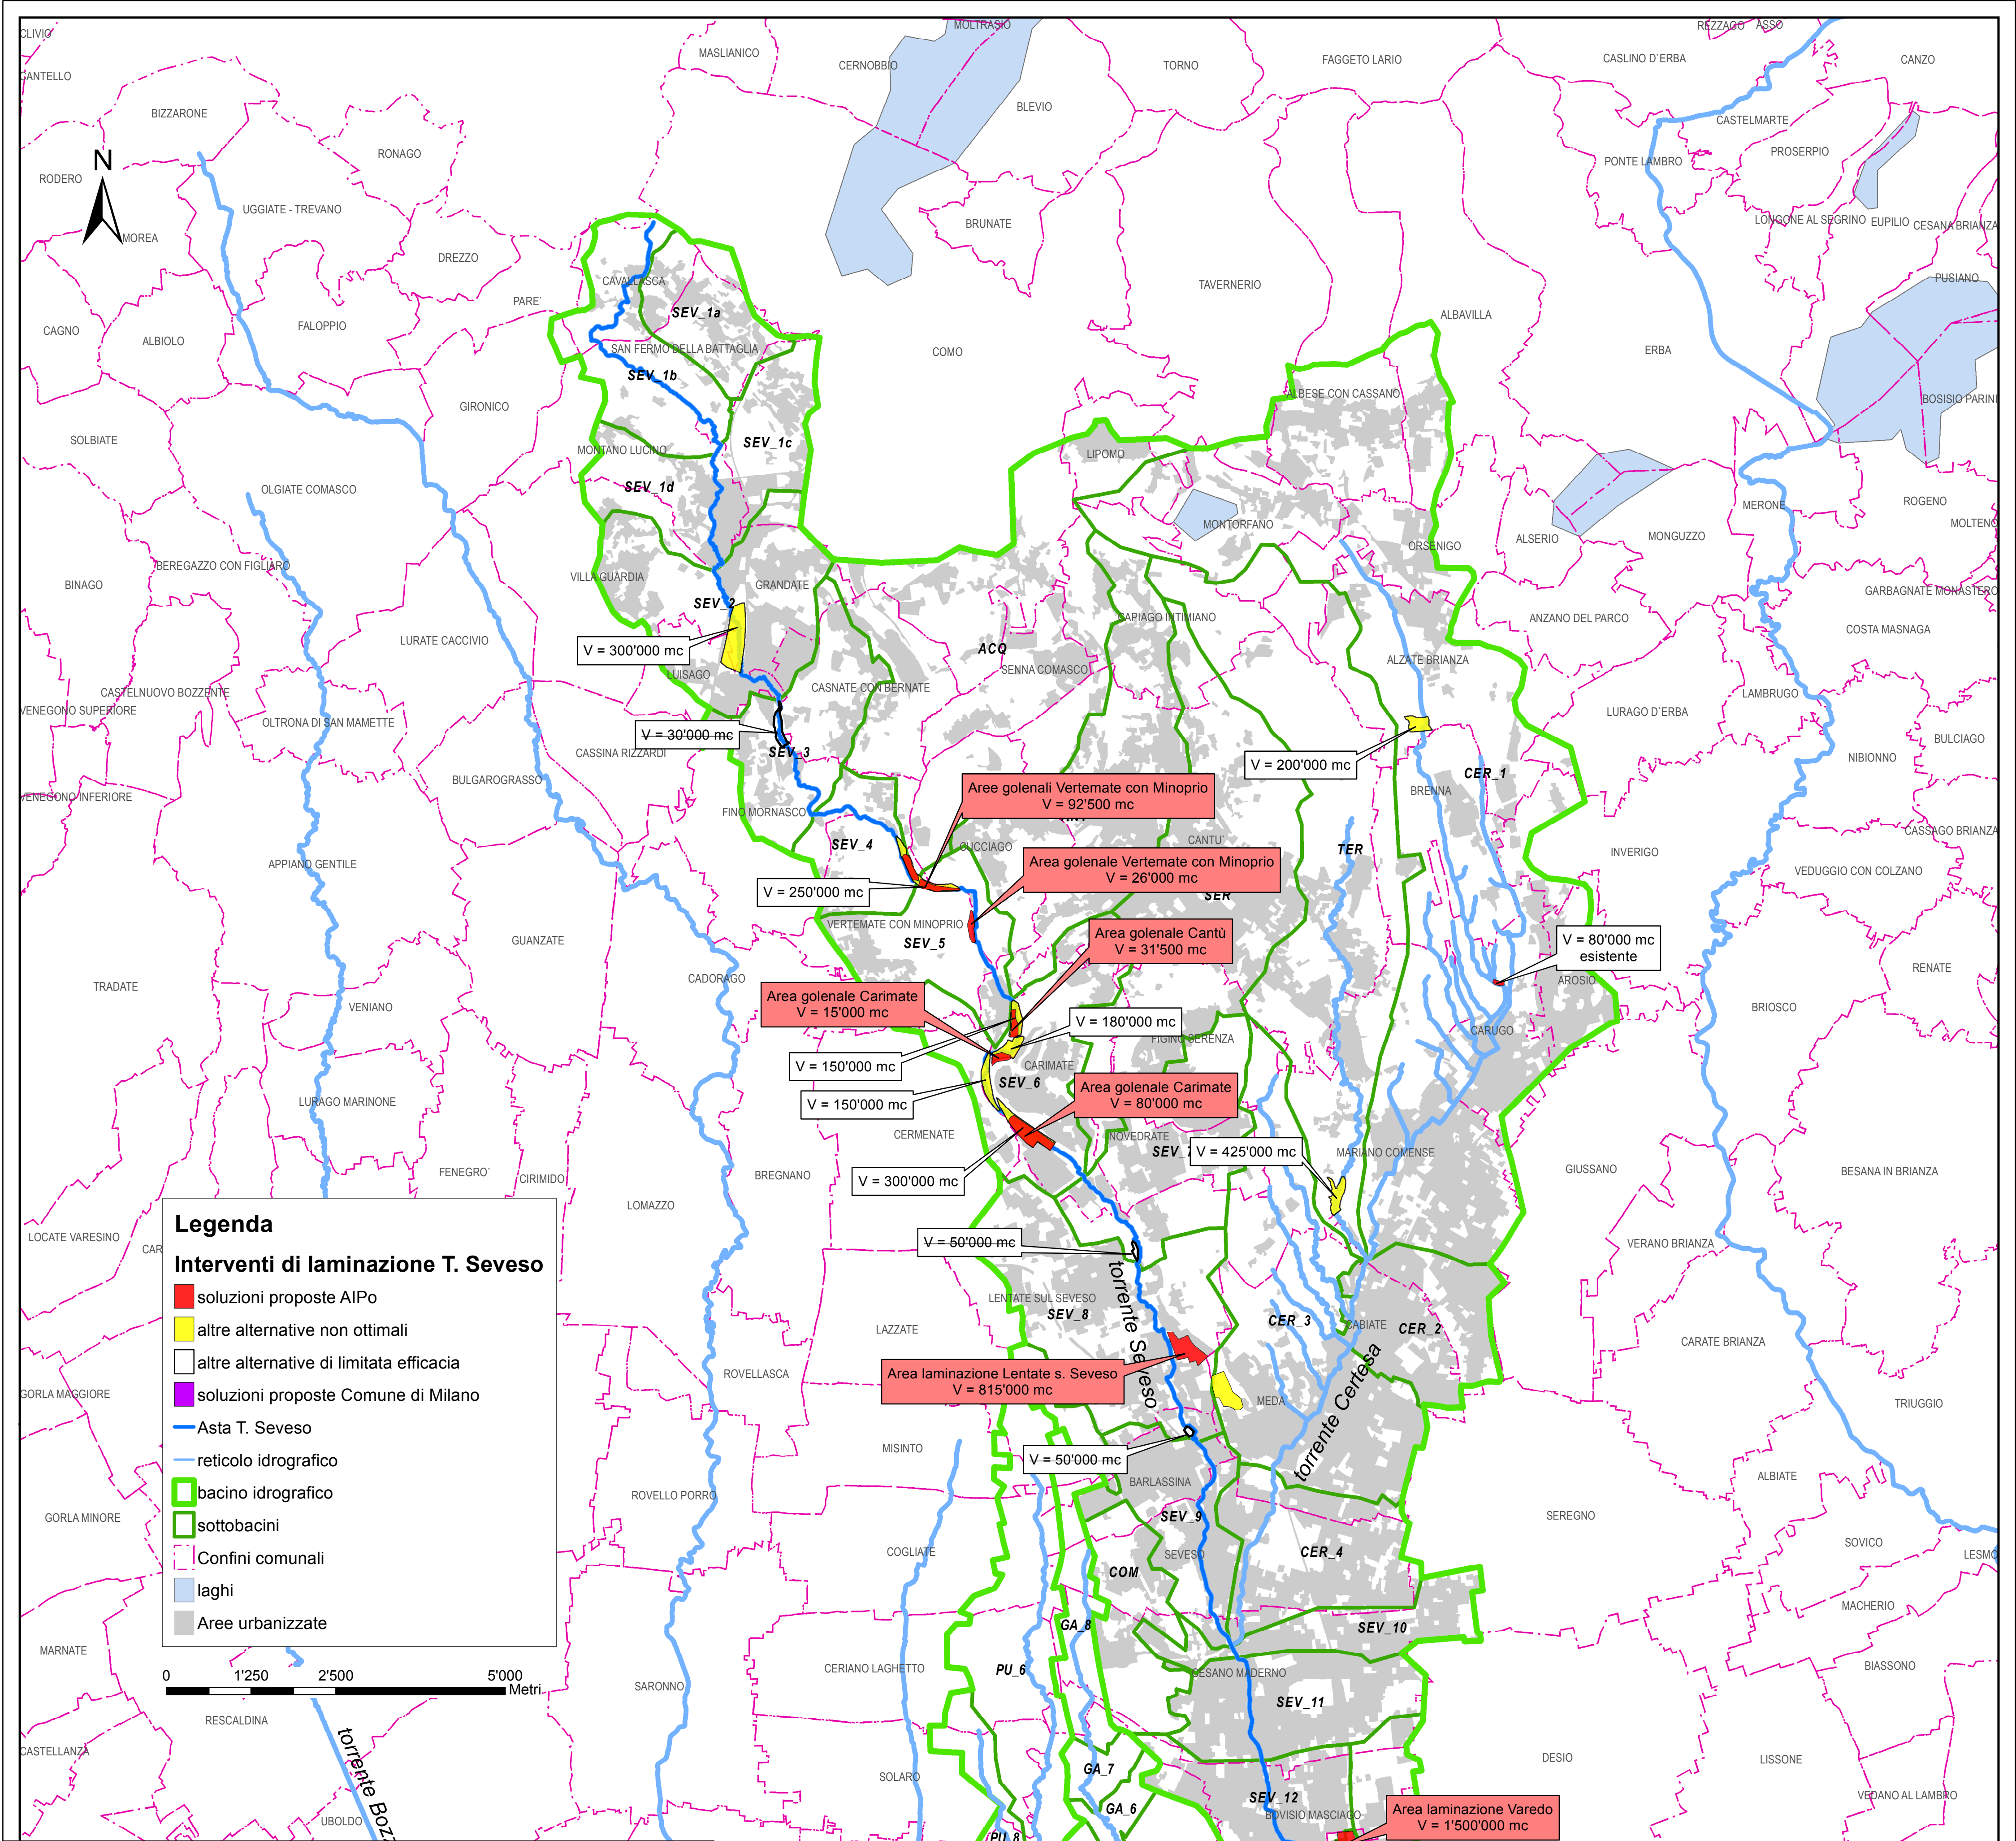 CLIVIO
CANTELLO
BIZZARONE
RODERO
N
MOREA
UGGIATE - TREVANO
RONAGO
DREZZO
PARE'
CAGNO
ALBIOLO
FALOPPIO
GIRONICO
SOLBIATE
OLGIATE COMASCO
BINAGO
BEREGAZZO CON FIGLIARO
LURATE CACCIVIO
CASTELNUOVO BOZZENTE
VENEGONO SUPERIORE
OLTRONA DI SAN MAMETTE
CASSINA RIZZARDI
BULGAROGRASSO
VENEGONO INFERIORE
APPIANO GENTILE
GUANZATE
TRADATE
VENIANO
CADORAGO
LURAGO MARINONE
FENEGRO'
CIRIMIDO
LOMAZZO
BREGNANO
LOCATE VARESINO
CAR
MASLIANICO
CERNOBBIO
MOLTRASIO
BLEVIO
TORNO
FAGGETO LARIO
REZZAGO
ASSO
CASLINO D'ERBA
CANZO
CASTELMARTE
PROSERPIO
PONTE LAMBRO
LONGONE AL SEGRINO
EUPILIO
CESANA BRIANZA
PUSIANO
BRUNATE
TAVERNERIO
ALBAVILLA
ERBA
COMO
BOSISIO PARINI
CAVALLASCA
SEV_1a
SAN FERMO DELLA BATTAGLIA
SEV_1b
SEV_1c
MONTANO LUCINO
SEV_1d
ALBESE CON CASSANO
LIPOMO
MONTORFANO
ORSENIGO
ALSERIO
MONGUZZO
MERONE
ROGENO
MOLTENO
GARBAGNATE MONASTERO
COSTA MASNAGA
ANZANO DEL PARCO
VILLA GUARDIA
GRANDATE
SEV_2
V = 300'000 mc
LUISAGO
CASNATE CON BERNATE
ACQ
SENNA COMASCO
CAPIAGO INTIMIANO
ALZATE BRIANZA
LAMBRUGO
LURAGO D'ERBA
NIBIONNO
BULCIAGO
V = 30'000 mc
SEV_3
V = 200'000 mc
CER_1
BRENNA
FINO MORNASCO
Aree golenali Vertemate con Minoprio
V = 92'500 mc
SEV_4
CUCCIAGO
CANTU'
TER
INVERIGO
CASSAGO BRIANZA
VEDUGGIO CON COLZANO
Area golenale Vertemate con Minoprio
V = 26'000 mc
V = 250'000 mc
SER
VERTEMATE CON MINOPRIO
SEV_5
Area golenale Cantù
V = 31'500 mc
V = 80'000 mc
esistente
AROSIO
RENATE
BRIOSCO
Area golenale Carimate
V = 15'000 mc
V = 180'000 mc
CARUGO
FIGINO SERENZA
V = 150'000 mc
CARIMATE
SEV_6
Area golenale Carimate
V = 80'000 mc
V = 150'000 mc
CERMENATE
NOVEDRATE
SEV_7
V = 425'000 mc
MARIANO COMENSE
GIUSSANO
BESANA IN BRIANZA
V = 300'000 mc
V = 50'000 mc
VERANO BRIANZA
torrente Seveso
LENTATE SUL SEVESO
SEV_8
LAZZATE
CER_3
CABIATE
CER_2
CARATE BRIANZA
Area laminazione Lentate s. Seveso
V = 815'000 mc
MEDA
torrente Certesa
TRIUGGIO
ROVELLASCA
MISINTO
V = 50'000 mc
BARLASSINA
ALBIATE
ROVELLO PORRO
SEV_9
SEREGNO
SOVICO
LESMO
COGLIATE
SEVESO
CER_4
COM
MACHERIO
GA_8
SEV_10
CERIANO LAGHETTO
PU_6
CESANO MADERNO
BIASSONO
SARONNO
SEV_11
DESIO
LISSONE
SOLARO
GA_7
GA_6
SEV_12
BOVISIO MASCIAGO
VEDANO AL LAMBRO
PU_8
Area laminazione Varedo
V = 1'500'000 mc
Legenda
Interventi di laminazione T. Seveso
soluzioni proposte AIPo
altre alternative non ottimali
altre alternative di limitata efficacia
soluzioni proposte Comune di Milano
Asta T. Seveso
reticolo idrografico
bacino idrografico
sottobacini
Confini comunali
laghi
Aree urbanizzate
GORLA MAGGIORE
GORLA MINORE
MARNATE
0 1'250 2'500 5'000
Metri
RESCALDINA
CASTELLANZA
UBOLDO
torrente Bozz